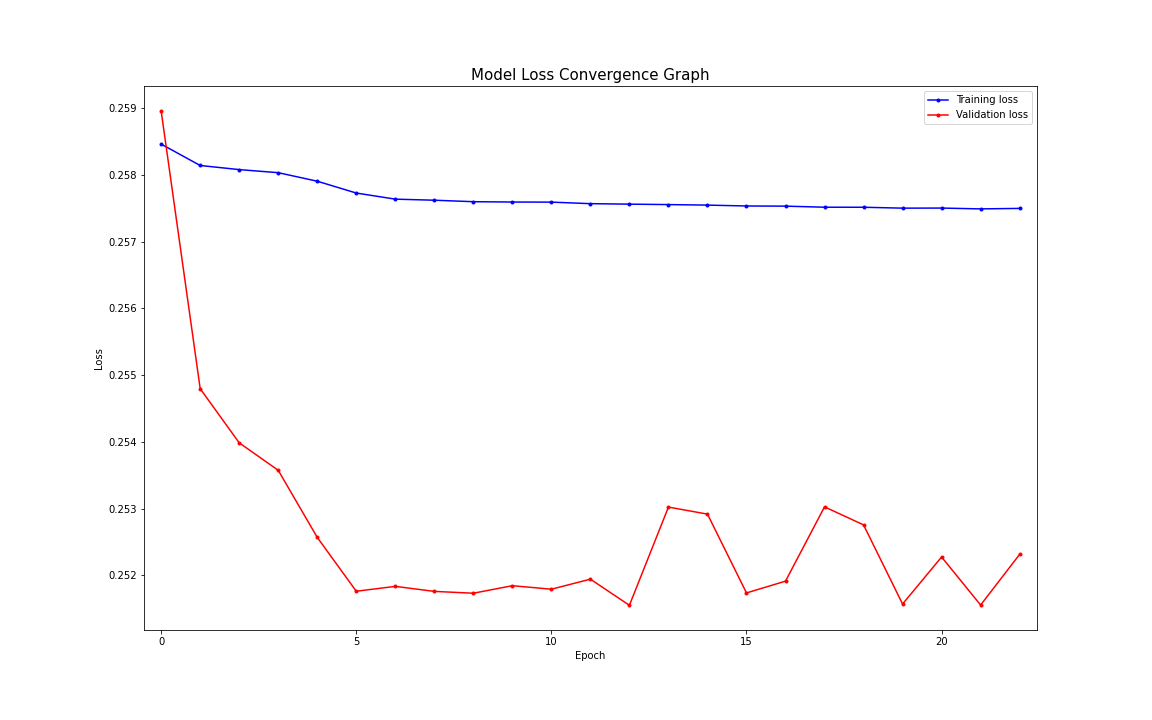 Model Loss Convergence Graph
Training loss
Validation loss
0.259
0.258
0.257
0.256
0.255
0.254
0.253
0.252
Loss
0 5 10 15 20
Epoch